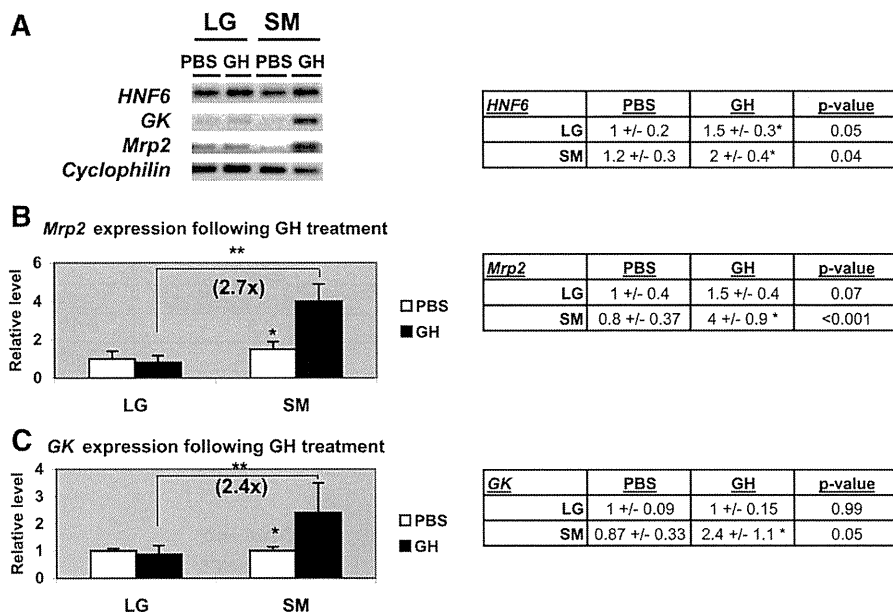 A
LG SM
PBS GH PBS GH
HNF6
GK
Mrp2
Cyclophilin
HNF6 PBS GH p-value
LG 1 +/- 0.2 1.5 +/- 0.3* 0.05
SM 1.2 +/- 0.3 2 +/- 0.4* 0.04
B
Mrp2 expression following GH treatment
**
(2.7x)
*
Relative level
6
4
2
0
LG SM
PBS
GH
Mrp2 PBS GH p-value
LG 1 +/- 0.4 1.5 +/- 0.4 0.07
SM 0.8 +/- 0.37 4 +/- 0.9 * <0.001
C
GK expression following GH treatment
**
(2.4x)
*
Relative level
4
3
2
1
0
LG SM
PBS
GH
GK PBS GH p-value
LG 1 +/- 0.09 1 +/- 0.15 0.99
SM 0.87 +/- 0.33 2.4 +/- 1.1 * 0.05